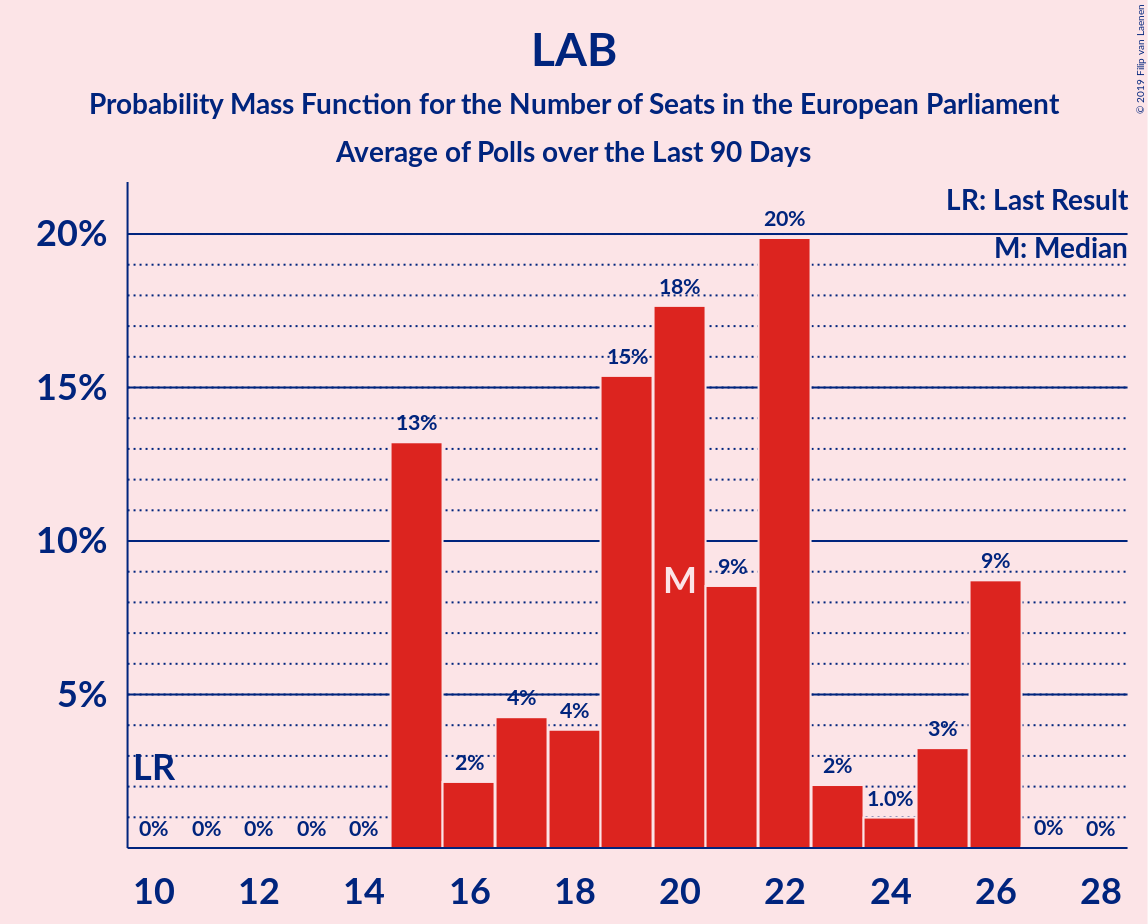 © 2019 Filip van Laenen
LAB
Probability Mass Function for the Number of Seats in the European Parliament
Average of Polls over the Last 90 Days
LR: Last Result
M: Median
20%
15%
10%
5%
LR
M
0%
0%
0%
0%
0%
13%
2%
4%
4%
15%
18%
9%
20%
2%
1.0%
3%
9%
0%
0%
10 12 14 16 18 20 22 24 26 28